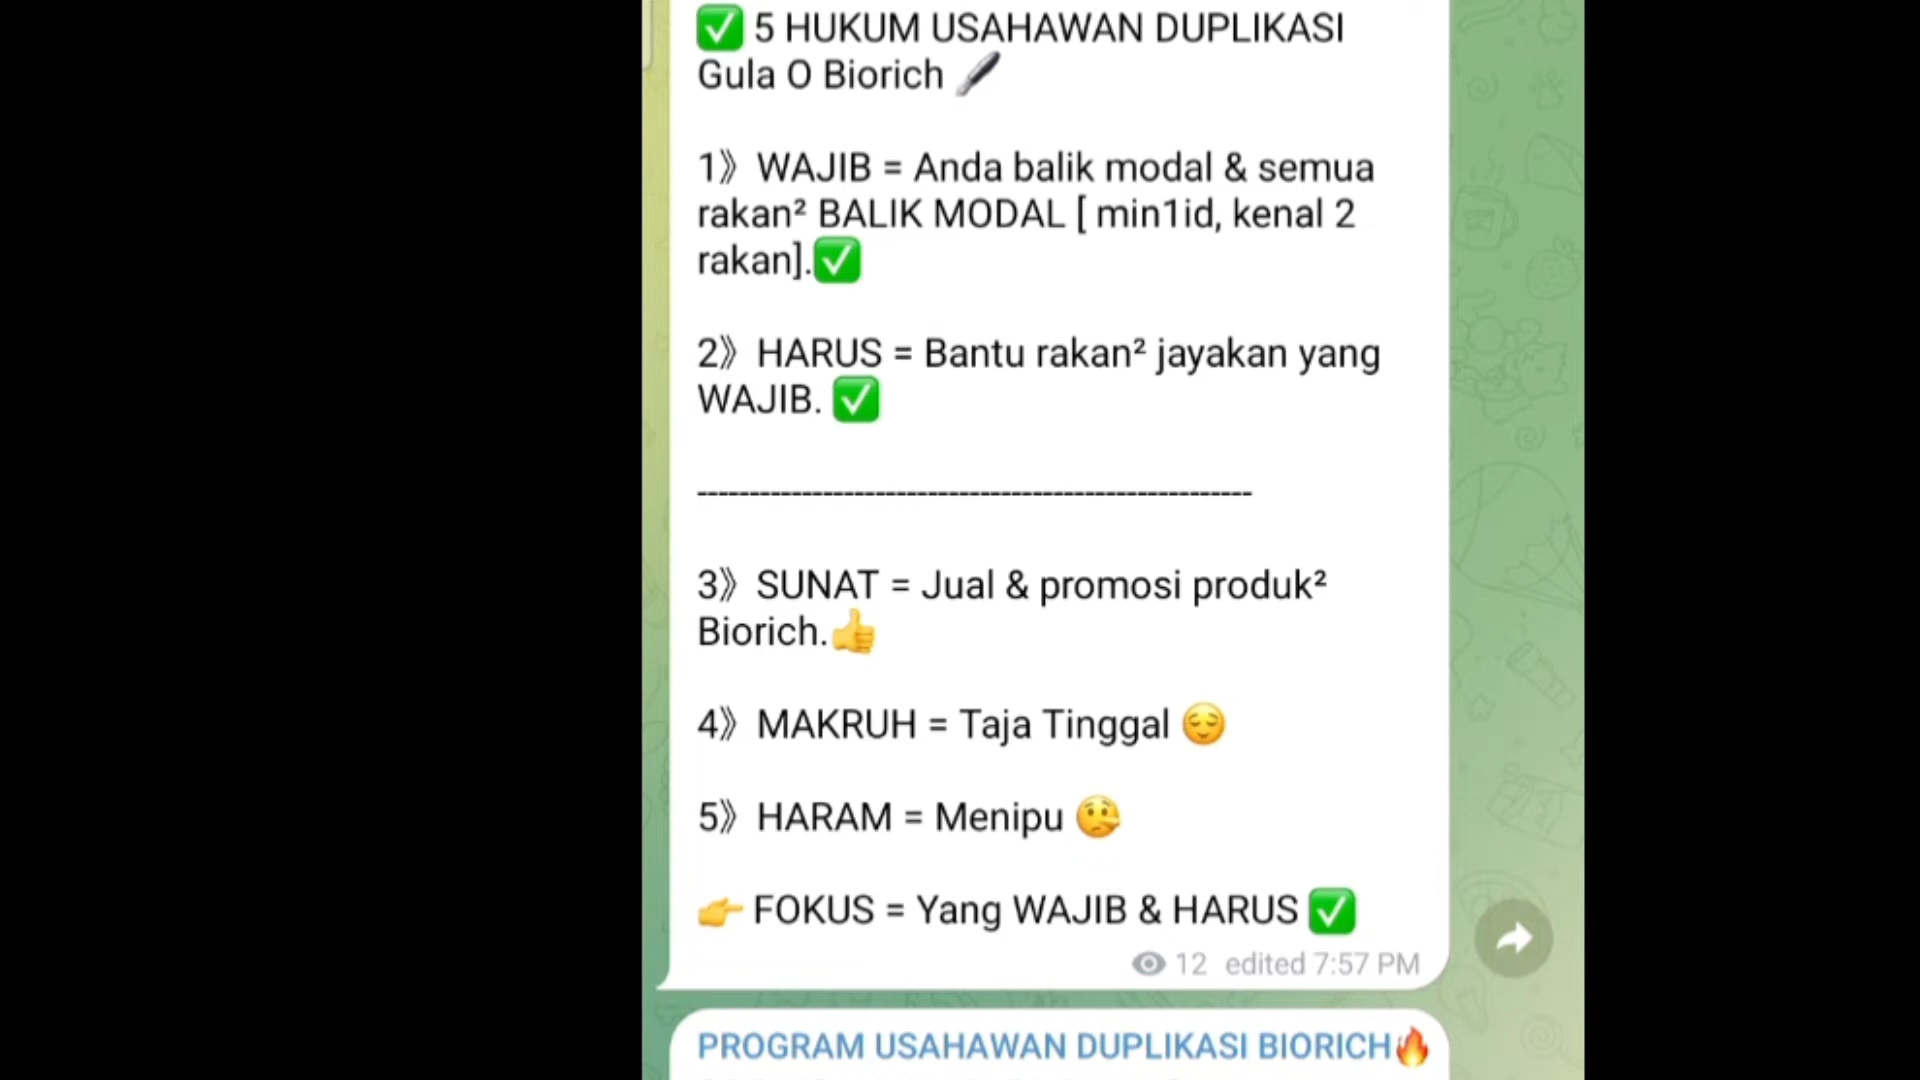 ✅ 5 HUKUM USAHAWAN DUPLIKASI
Gula O Biorich 🖋
1》 WAJIB = Anda balik modal & semua
rakan² BALIK MODAL [ min1id, kenal 2
rakan].✅
2》 HARUS = Bantu rakan² jayakan yang
WAJIB. ✅
-----------------------------------------------------
3》 SUNAT = Jual & promosi produk²
Biorich.👍
4》 MAKRUH = Taja Tinggal 😌
5》 HARAM = Menipu 🤥
👉 FOKUS = Yang WAJIB & HARUS ✅
12 edited 7:57 PM
PROGRAM USAHAWAN DUPLIKASI BIORICH🔥